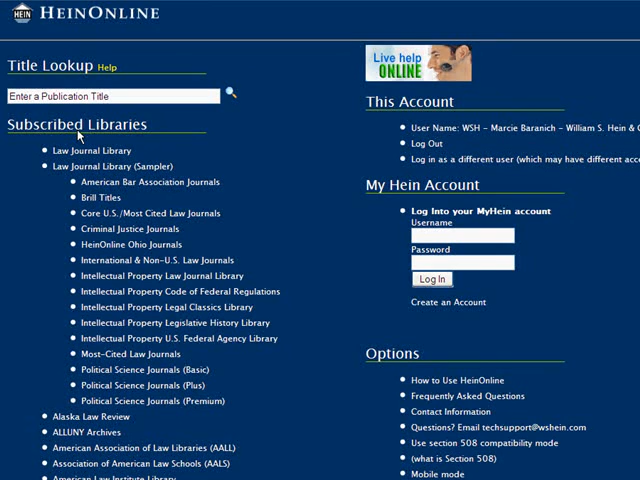 HEIN HEINONLINE
Title Lookup Help
Enter a Publication Title
Subscribed Libraries
Law Journal Library
Law Journal Library (Sampler)
American Bar Association Journals
Brill Titles
Core U.S./Most Cited Law Journals
Criminal Justice Journals
HeinOnline Ohio Journals
International & Non-U.S. Law Journals
Intellectual Property Law Journal Library
Intellectual Property Code of Federal Regulations
Intellectual Property Legal Classics Library
Intellectual Property Legislative History Library
Intellectual Property U.S. Federal Agency Library
Most-Cited Law Journals
Political Science Journals (Basic)
Political Science Journals (Plus)
Political Science Journals (Premium)
Alaska Law Review
ALLUNY Archives
American Association of Law Libraries (AALL)
Association of American Law Schools (AALS)
American Law Institute Library
Live help
ONLINE
This Account
User Name: WSH - Marcie Baranich - William S. Hein &
Log Out
Log in as a different user (which may have different
My Hein Account
Log Into your MyHein account
Username
Password
Log In
Create an Account
Options
How to Use HeinOnline
Frequently Asked Questions
Contact Information
Questions? Email techsupport@wshein.com
Use section 508 compatibility mode
(what is Section 508)
Mobile mode